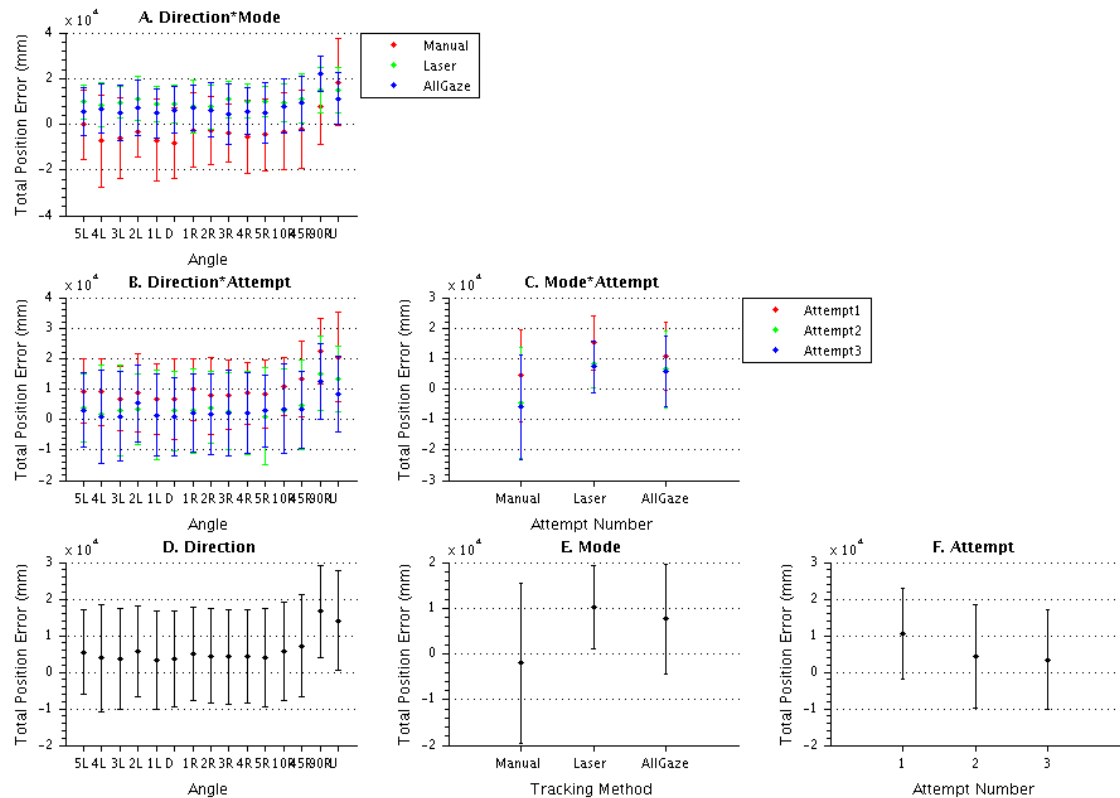 A. Direction*Mode
x 10^4
Total Position Error (mm)
4
2
0
-2
-4
5L 4L 3L 2L 1L D 1R 2R 3R 4R 5R 10R 45R 90R U
Angle
Manual
Laser
AllGaze
B. Direction*Attempt
x 10^4
Total Position Error (mm)
4
3
2
1
0
-1
-2
5L 4L 3L 2L 1L D 1R 2R 3R 4R 5R 10R 45R 90R U
Angle
C. Mode*Attempt
x 10^4
Total Position Error (mm)
3
2
1
0
-1
-2
-3
Manual Laser AllGaze
Attempt Number
Attempt1
Attempt2
Attempt3
D. Direction
x 10^4
Total Position Error (mm)
3
2
1
0
-1
-2
5L 4L 3L 2L 1L D 1R 2R 3R 4R 5R 10R 45R 90R U
Angle
E. Mode
x 10^4
Total Position Error (mm)
2
1
0
-1
-2
Manual Laser AllGaze
Tracking Method
F. Attempt
x 10^4
Total Position Error (mm)
3
2
1
0
-1
-2
1 2 3
Attempt Number